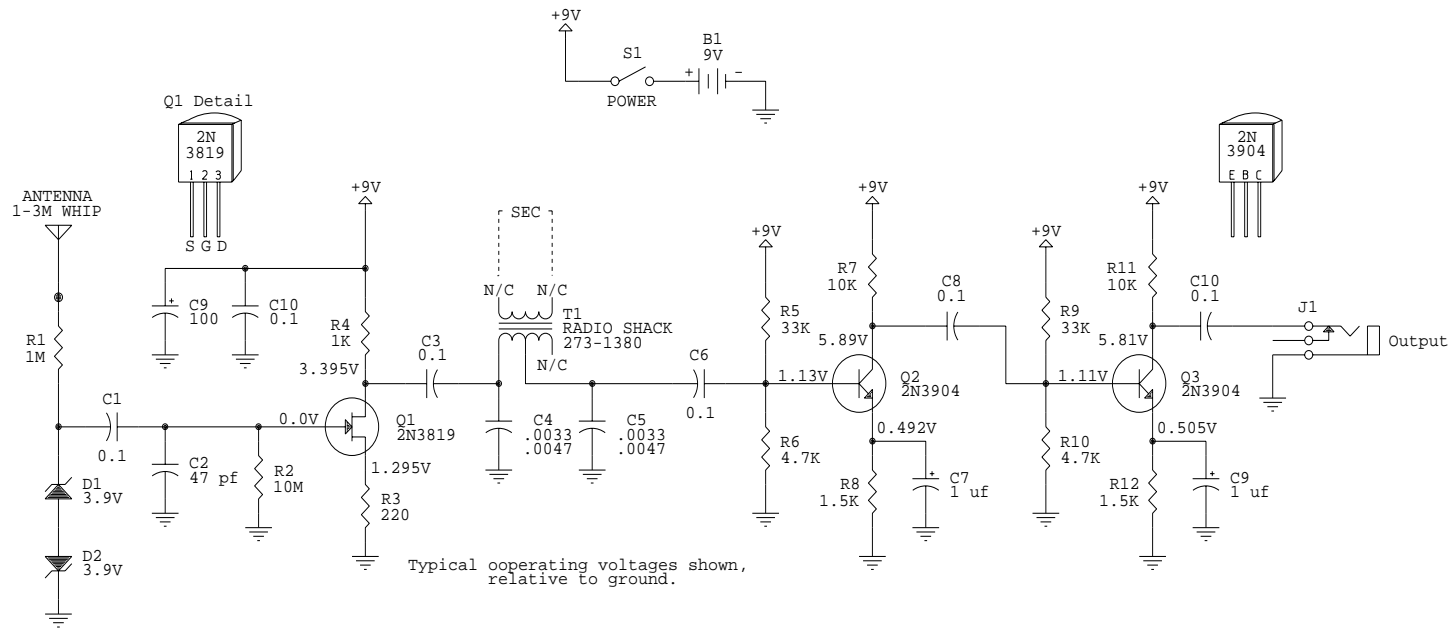 +9V
S1
POWER
B1
9V
+
-
Q1 Detail
2N
3819
1 2 3
S G D
2N
3904
E B C
ANTENNA
1-3M WHIP
R1
1M
C1
0.1
D1
3.9V
D2
3.9V
C2
47 pf
R2
10M
+9V
+
C9
100
C10
0.1
R4
1K
3.395V
0.0V
Q1
2N3819
1.295V
R3
220
C3
0.1
SEC
N/C
N/C
T1
RADIO SHACK
273-1380
N/C
C4
.0033
.0047
C5
.0033
.0047
C6
0.1
+9V
R5
33K
1.13V
R6
4.7K
+9V
R7
10K
5.89V
Q2
2N3904
0.492V
R8
1.5K
+
C7
1 uf
C8
0.1
+9V
R9
33K
1.11V
R10
4.7K
+9V
R11
10K
5.81V
Q3
2N3904
0.505V
R12
1.5K
+
C9
1 uf
C10
0.1
J1
Output
Typical ooperating voltages shown,
relative to ground.